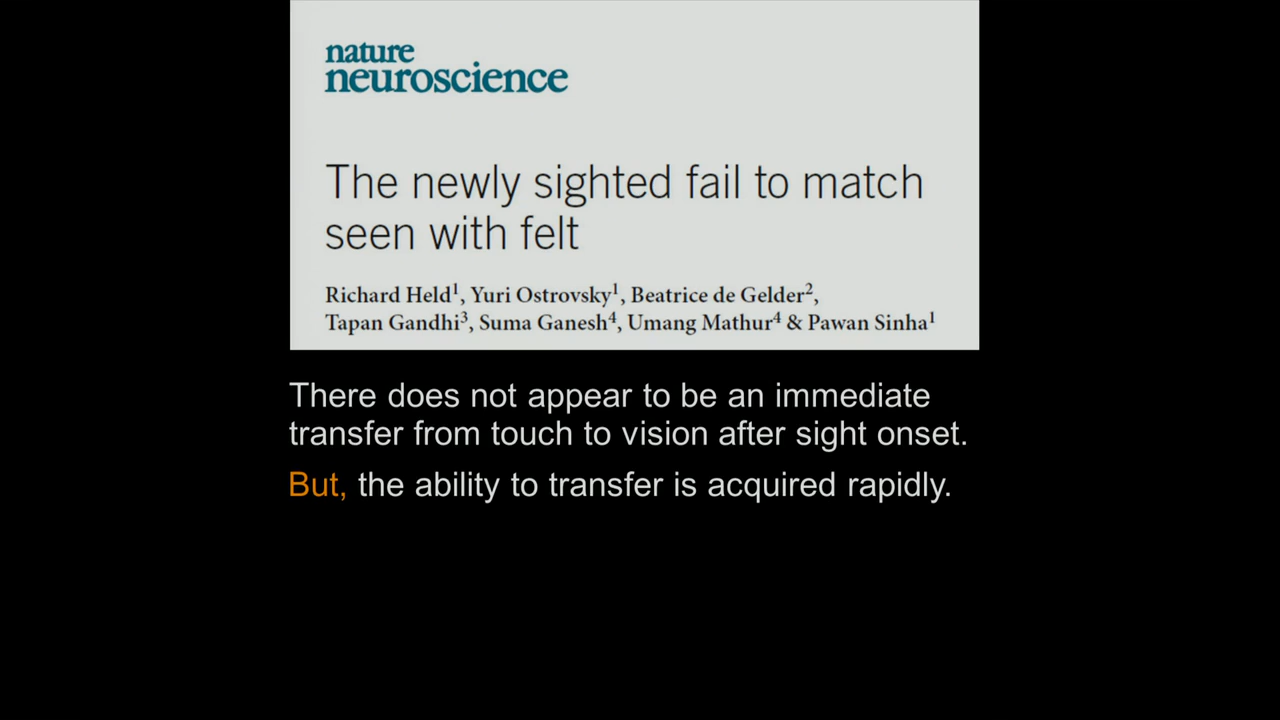 nature
neuroscience
The newly sighted fail to match
seen with felt
Richard Held¹, Yuri Ostrovsky¹, Beatrice de Gelder²,
Tapan Gandhi³, Suma Ganesh⁴, Umang Mathur⁴ & Pawan Sinha¹
There does not appear to be an immediate
transfer from touch to vision after sight onset.
But, the ability to transfer is acquired rapidly.